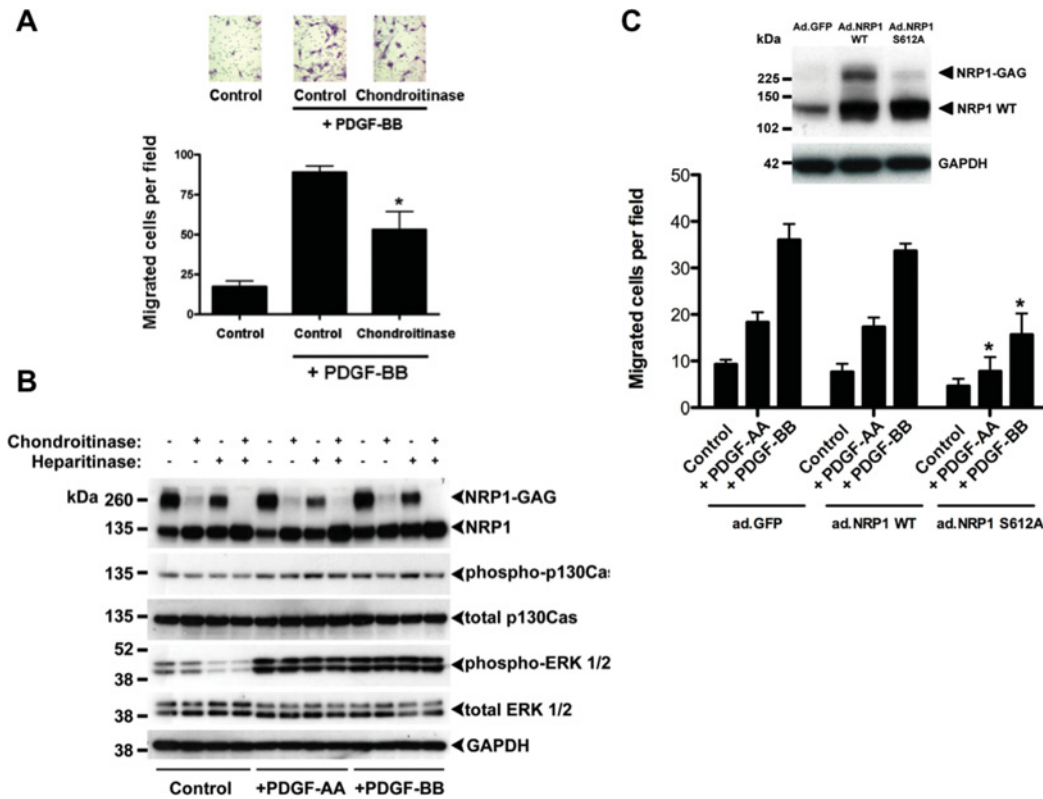 A
Control Control Chondroitinase
+ PDGF-BB
Migrated cells per field
100
75
50
25
0
*
Control Control Chondroitinase
+ PDGF-BB
B
Chondroitinase: - + - + - + - + - + - +
Heparitinase: - - + + - - + + - - + +
kDa
260
NRP1-GAG
135
NRP1
135
phospho-p130Cas
135
total p130Cas
52
38
phospho-ERK 1/2
38
total ERK 1/2
38
GAPDH
Control +PDGF-AA +PDGF-BB
C
Ad.GFP Ad.NRP1 WT Ad.NRP1 S612A
kDa
225
NRP1-GAG
150
NRP1 WT
102
42
GAPDH
Migrated cells per field
50
40
30
20
10
0
* *
Control + PDGF-AA + PDGF-BB Control + PDGF-AA + PDGF-BB Control + PDGF-AA + PDGF-BB
ad.GFP ad.NRP1 WT ad.NRP1 S612A